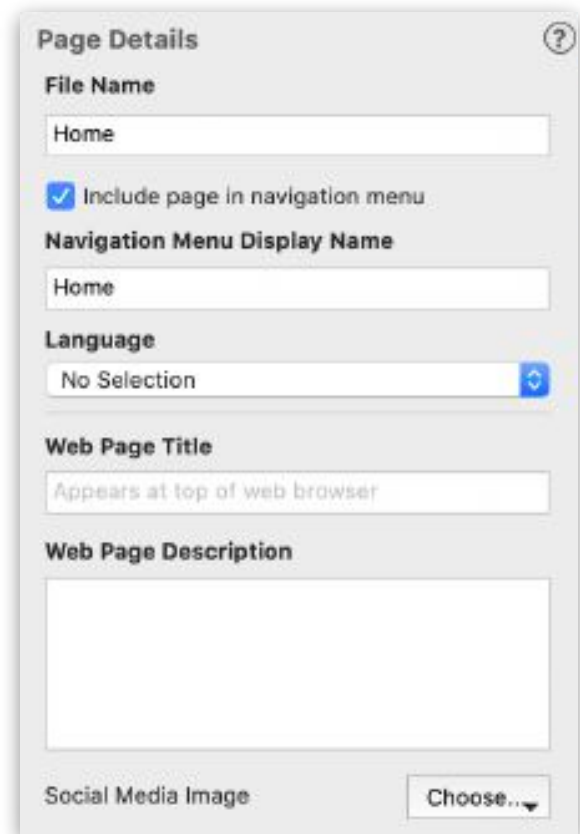 Page Details ?
File Name
Home
Include page in navigation menu
Navigation Menu Display Name
Home
Language
No Selection
Web Page Title
Appears at top of web browser
Web Page Description
Social Media Image Choose...